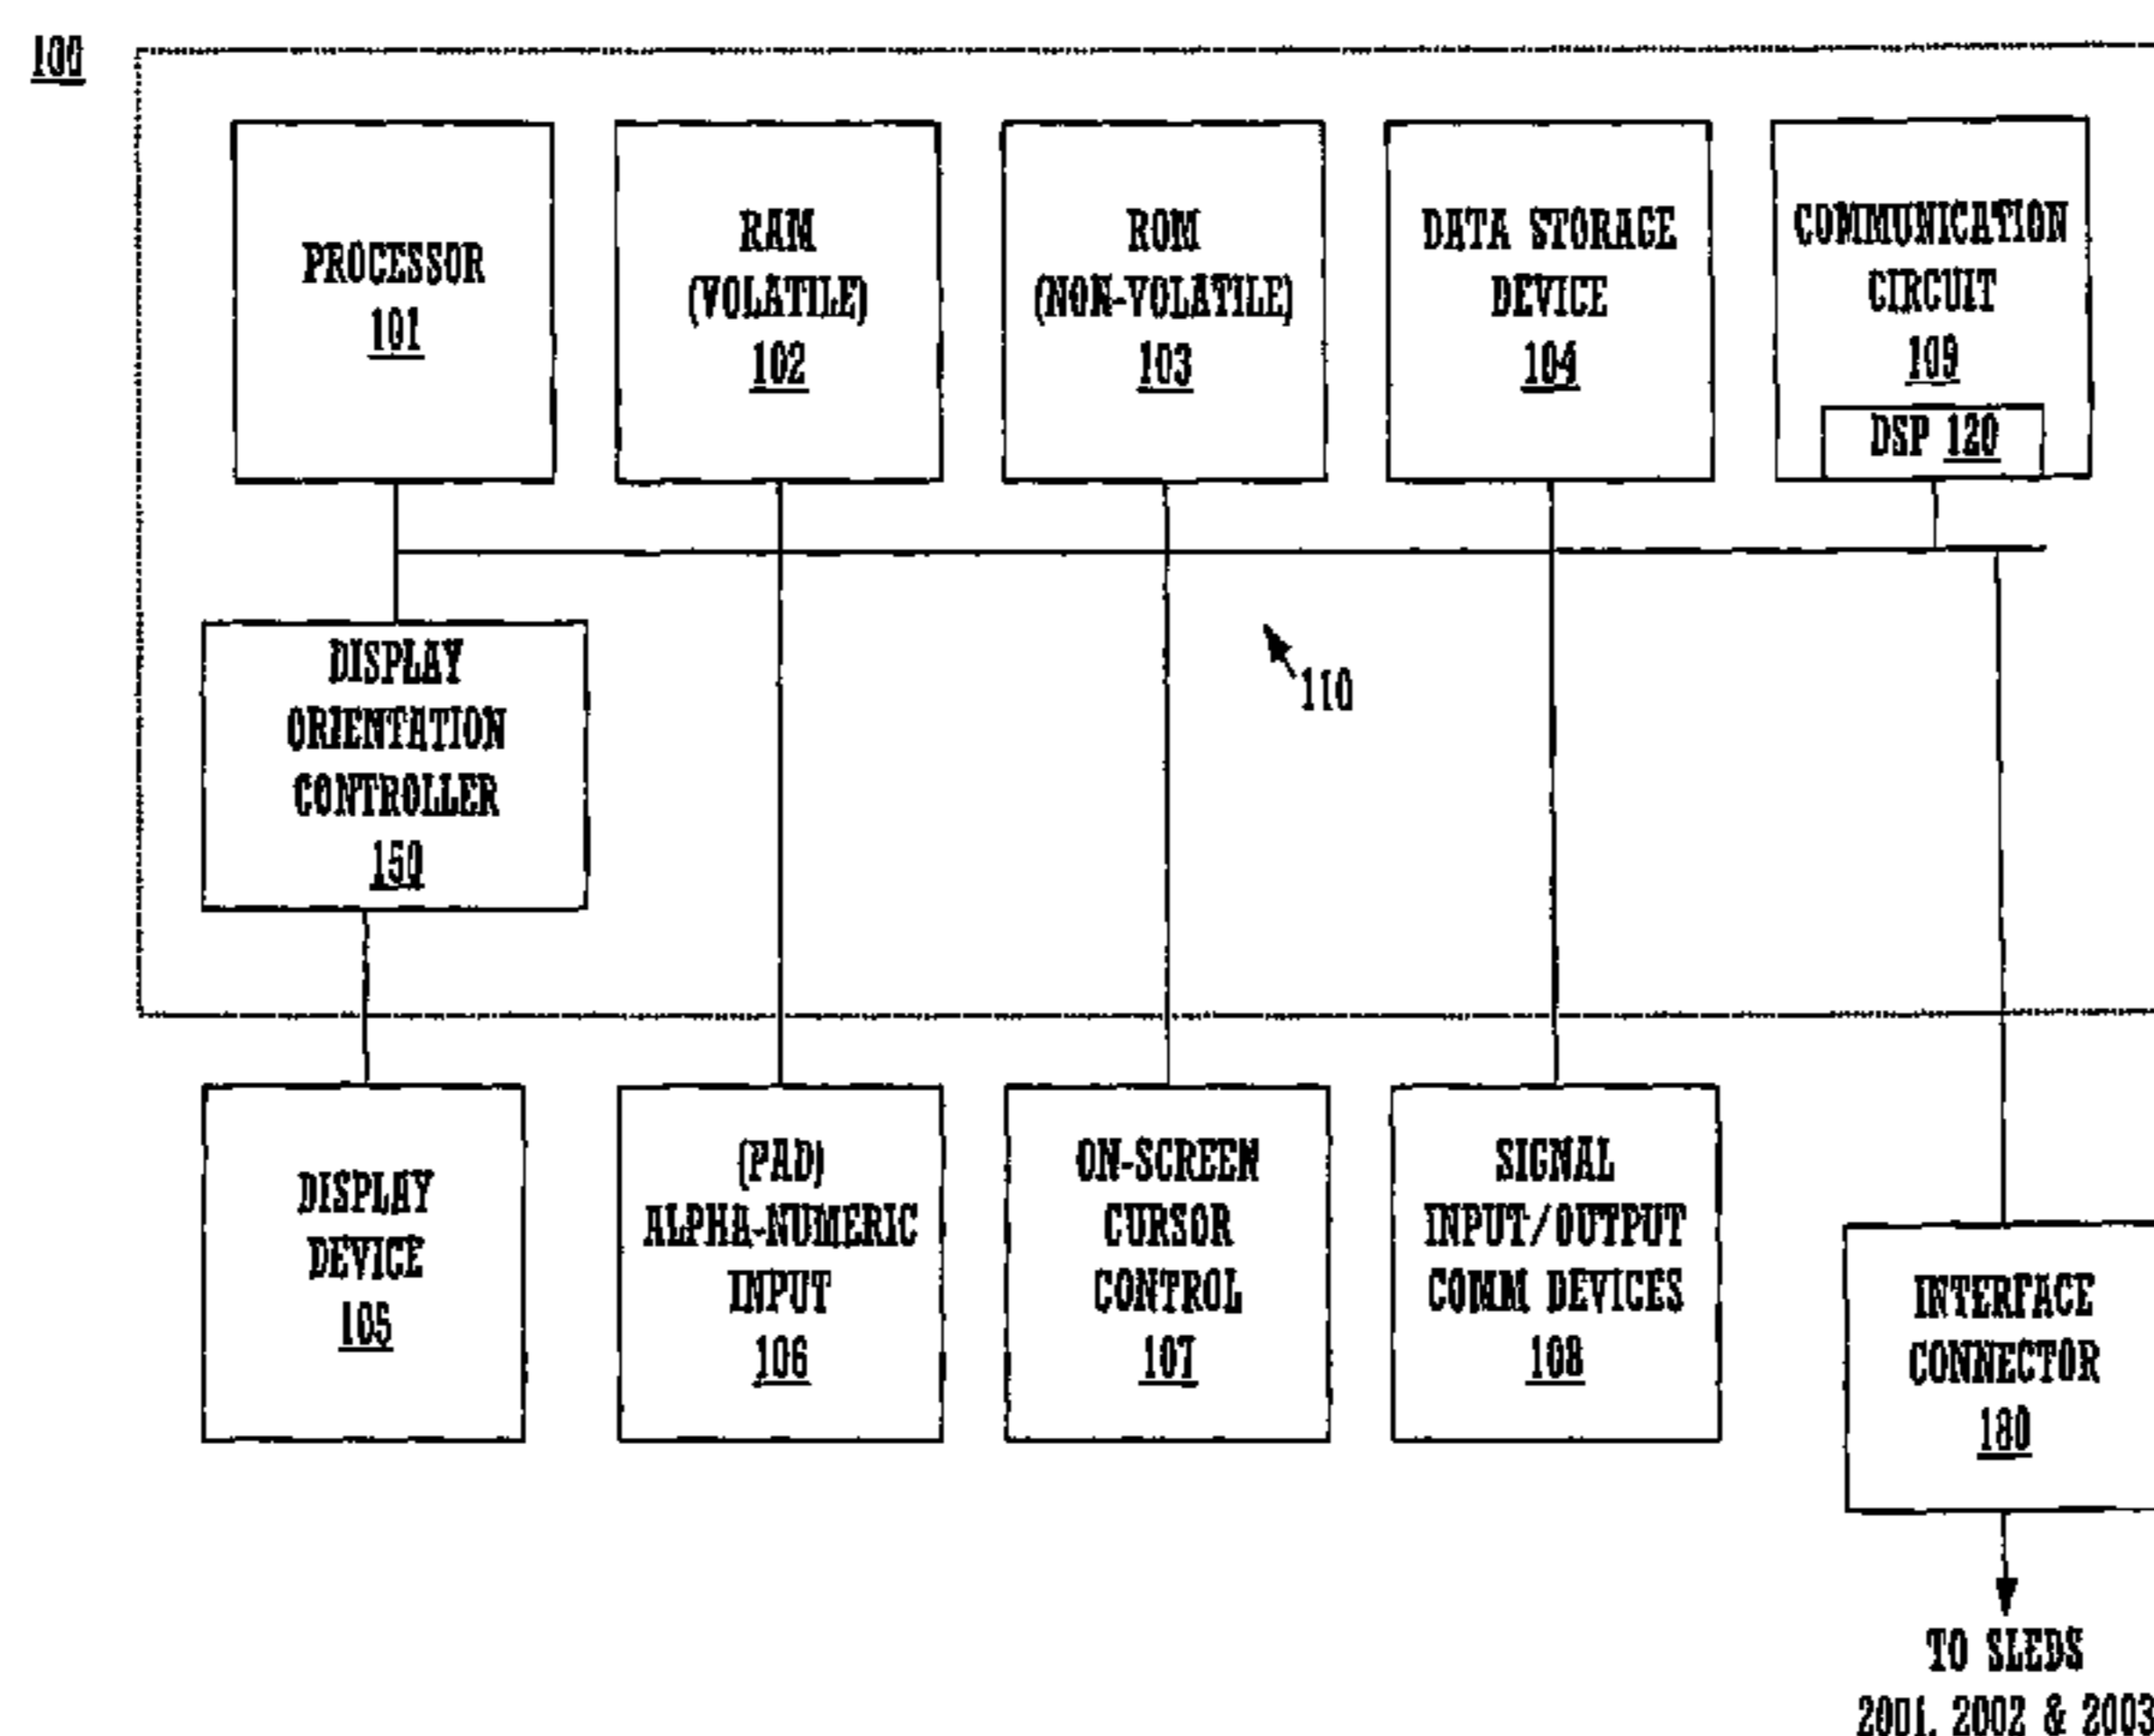 100
PROCESSOR
101
RAM
(VOLATILE)
102
ROM
(NON-VOLATILE)
103
DATA STORAGE
DEVICE
104
COMMUNICATION
CIRCUIT
109
DSP 120
110
DISPLAY
ORIENTATION
CONTROLLER
150
DISPLAY
DEVICE
105
(PAD)
ALPHA-NUMERIC
INPUT
106
ON-SCREEN
CURSOR
CONTROL
107
SIGNAL
INPUT/OUTPUT
COMM DEVICES
108
INTERFACE
CONNECTOR
180
TO SLEDS
2001, 2002 & 2003